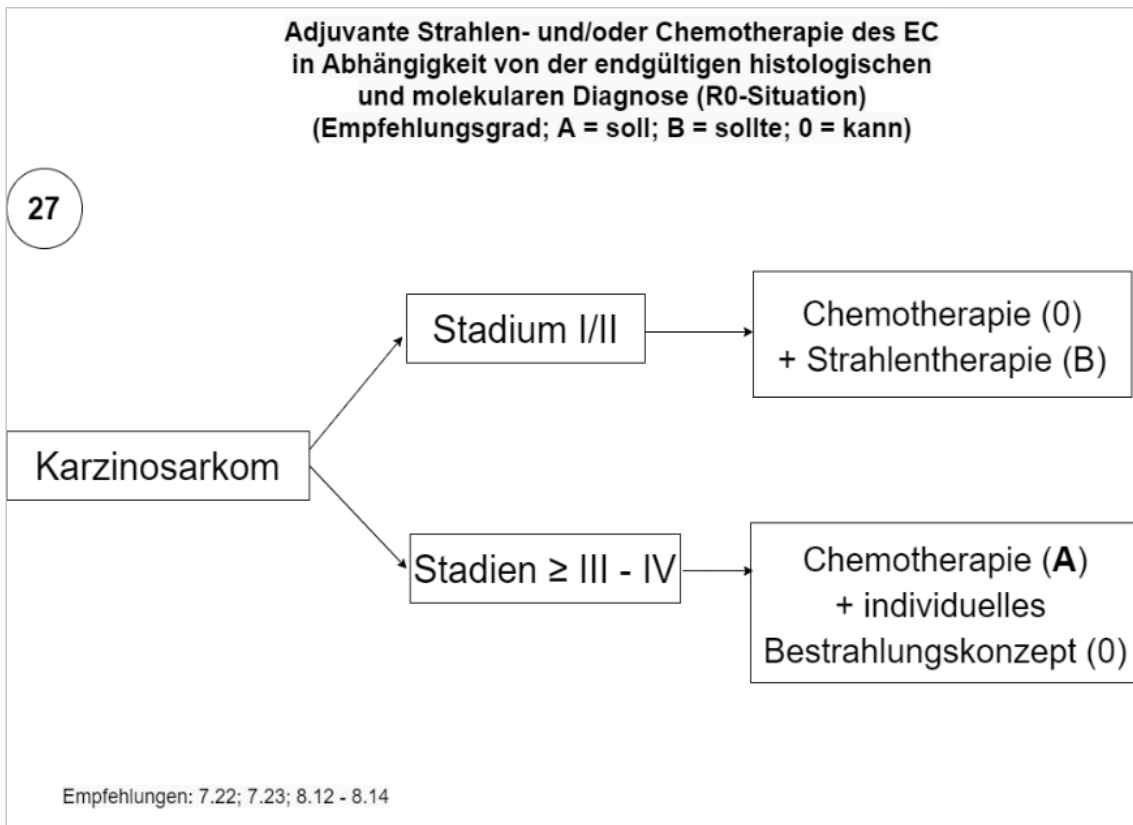 Adjuvante Strahlen- und/oder Chemotherapie des EC
in Abhängigkeit von der endgültigen histologischen
und molekularen Diagnose (R0-Situation)
(Empfehlungsgrad; A = soll; B = sollte; 0 = kann)
27
Karzinosarkom
Stadium I/II
Chemotherapie (0)
+ Strahlentherapie (B)
Stadien ≥ III - IV
Chemotherapie (A)
+ individuelles
Bestrahlungskonzept (0)
Empfehlungen: 7.22; 7.23; 8.12 - 8.14